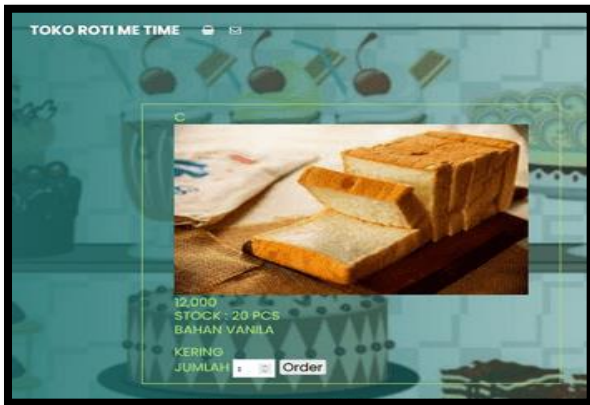 TOKO ROTI ME TIME
C
12,000
STOCK : 20 PCS
BAHAN VANILA
KERING
JUMLAH Order